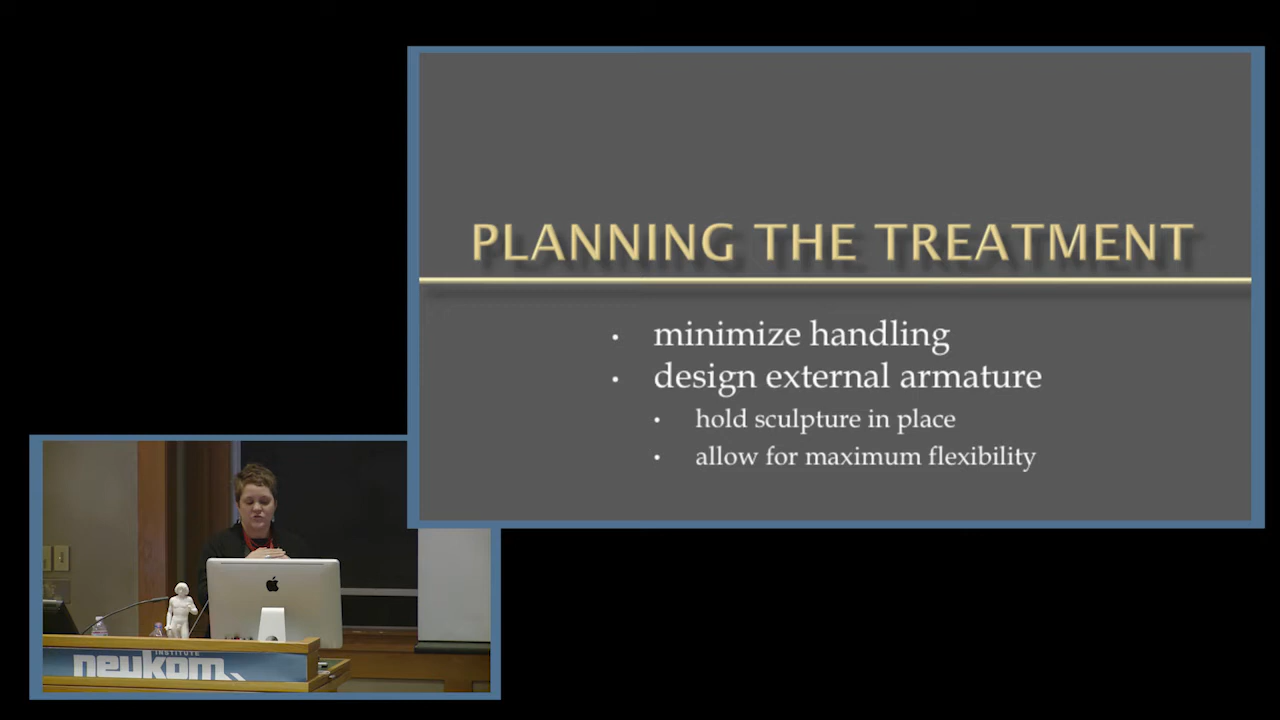 PLANNING THE TREATMENT
• minimize handling
• design external armature
• hold sculpture in place
• allow for maximum flexibility
INSTITUTE
neukom